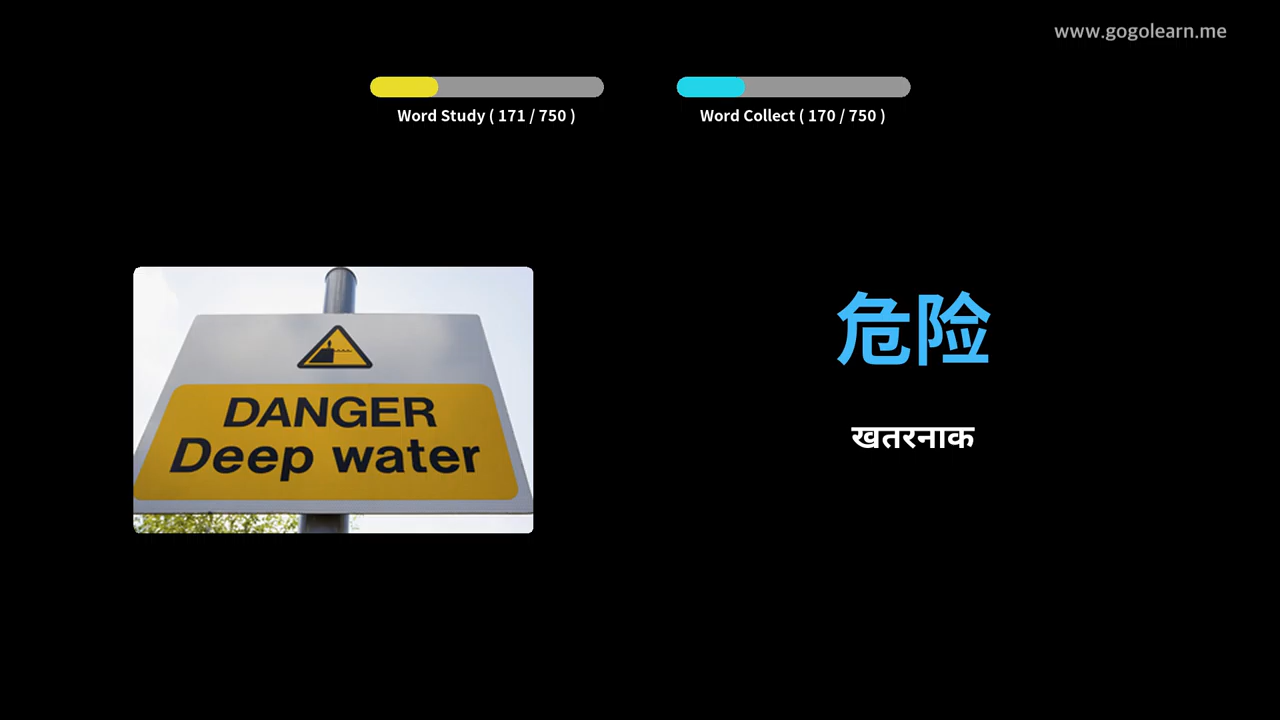 www.gogolearn.me
Word Study ( 171 / 750 )
Word Collect ( 170 / 750 )
DANGER
Deep water
危险
खतरनाक